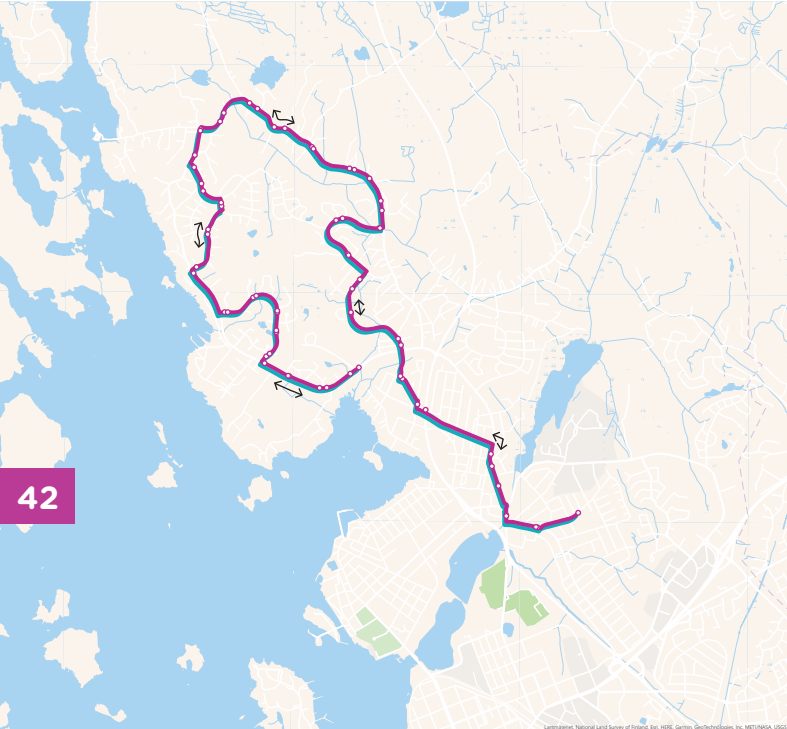 42
Lantmäteriet, National Land Survey of Finland, Esri, HERE, Garmin, GeoTechnologies, Inc, METI/NASA, USGS